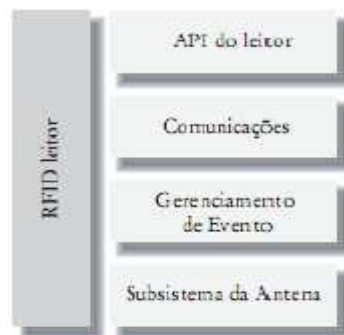 RFID leitor
API do leitor
Comunicações
Gerenciamento
de Evento
Subsistema da Antena